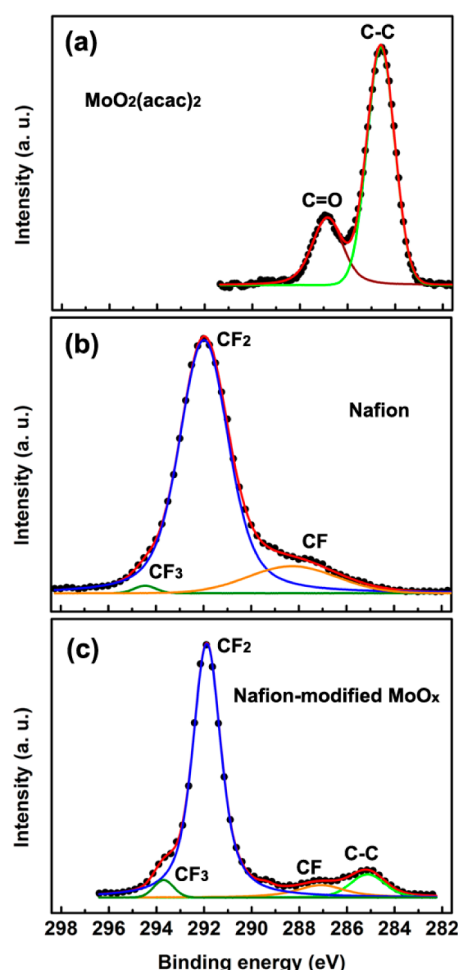 (a)
C-C
MoO2(acac)2
C=O
Intensity (a. u.)
(b)
CF2
Nafion
CF
CF3
Intensity (a. u.)
(c)
CF2
Nafion-modified MoOx
CF3
CF
C-C
Intensity (a. u.)
298 296 294 292 290 288 286 284 282
Binding energy (eV)